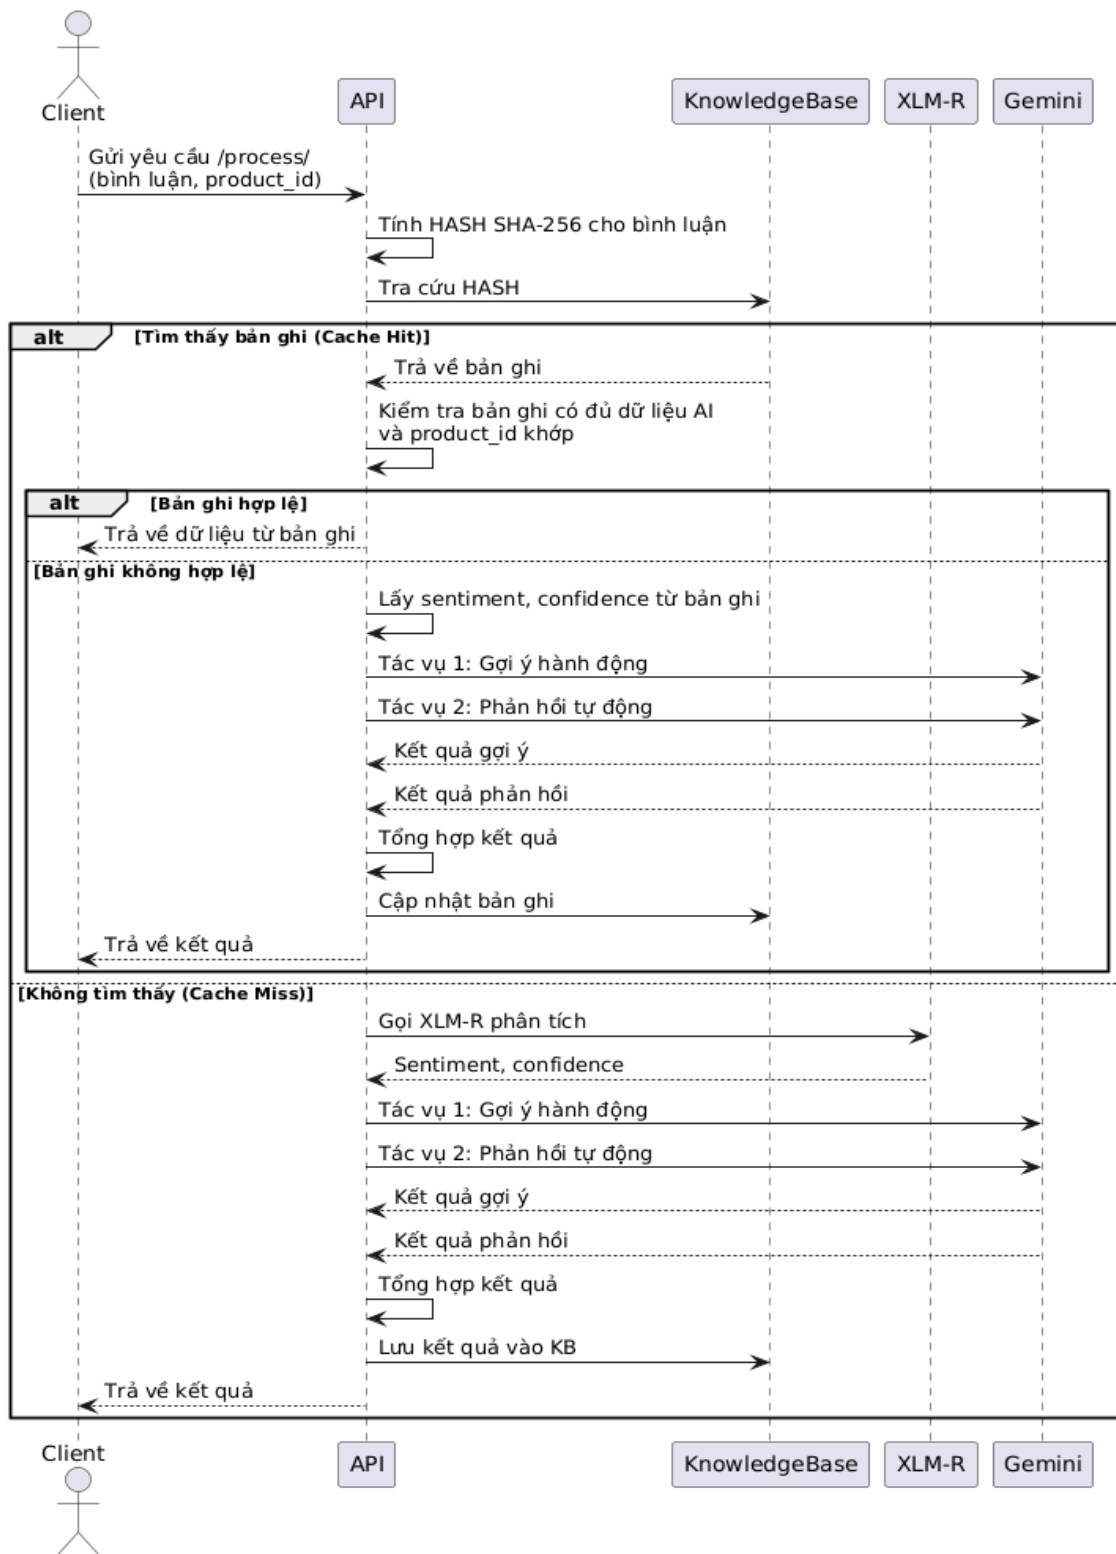 Client
API
KnowledgeBase
XLM-R
Gemini
Gửi yêu cầu /process/
(bình luận, product_id)
Tính HASH SHA-256 cho bình luận
Tra cứu HASH
alt
[Tìm thấy bản ghi (Cache Hit)]
Trả về bản ghi
Kiểm tra bản ghi có đủ dữ liệu AI
và product_id khớp
alt
[Bản ghi hợp lệ]
Trả về dữ liệu từ bản ghi
[Bản ghi không hợp lệ]
Lấy sentiment, confidence từ bản ghi
Tác vụ 1: Gợi ý hành động
Tác vụ 2: Phản hồi tự động
Kết quả gợi ý
Kết quả phản hồi
Tổng hợp kết quả
Cập nhật bản ghi
Trả về kết quả
[Không tìm thấy (Cache Miss)]
Gọi XLM-R phân tích
Sentiment, confidence
Tác vụ 1: Gợi ý hành động
Tác vụ 2: Phản hồi tự động
Kết quả gợi ý
Kết quả phản hồi
Tổng hợp kết quả
Lưu kết quả vào KB
Trả về kết quả
Client
API
KnowledgeBase
XLM-R
Gemini